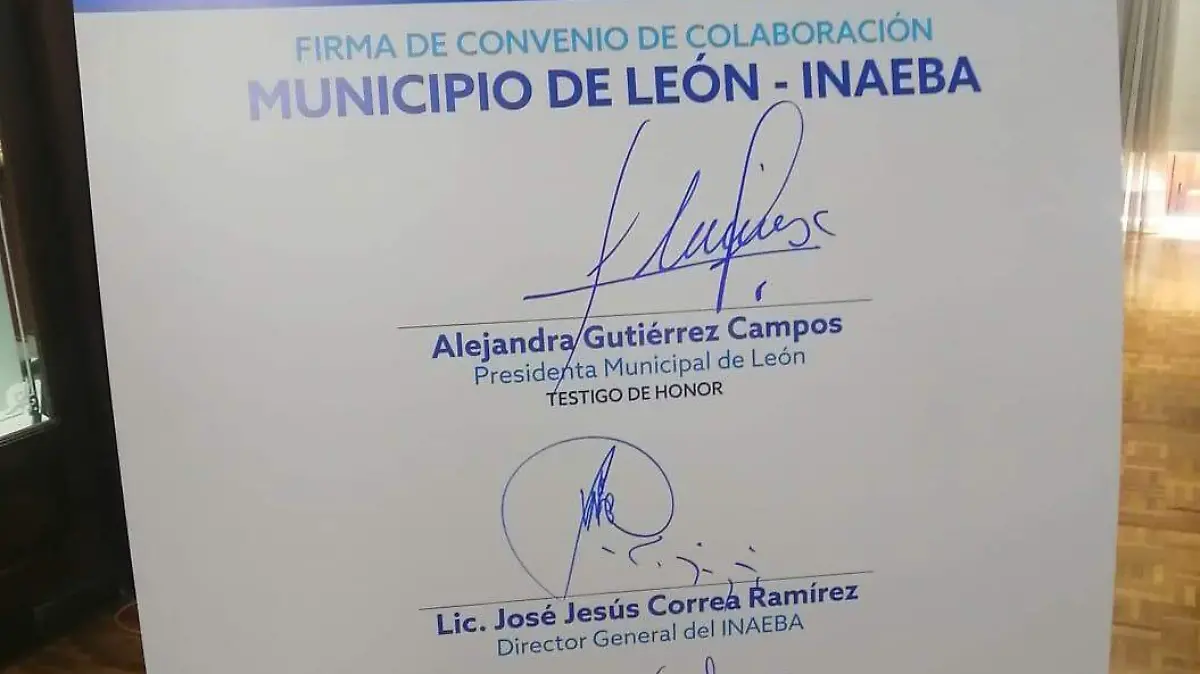 FIRMA DE CONVENIO DE COLABORACIÓN
MUNICIPIO DE LEÓN - INAEBA
Alejandra Gutiérrez Campos
Presidenta Municipal de León
TESTIGO DE HONOR
Lic. José Jesús Correa Ramírez
Director General del INAEBA